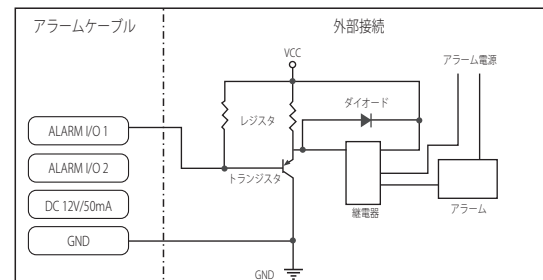 アラームケーブル
外部接続
VCC
アラーム電源
ダイオード
レジスタ
ALARM I/O 1
ALARM I/O 2
トランジスタ
DC 12V/50mA
継電器
アラーム
GND
GND